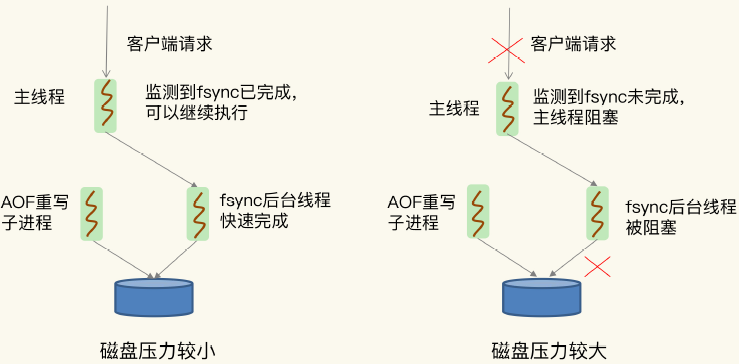 客户端请求
主线程
监测到fsync已完成，
可以继续执行
AOF重写
子进程
fsync后台线程
快速完成
磁盘压力较小
客户端请求
主线程
监测到fsync未完成，
主线程阻塞
AOF重写
子进程
fsync后台线程
被阻塞
磁盘压力较大